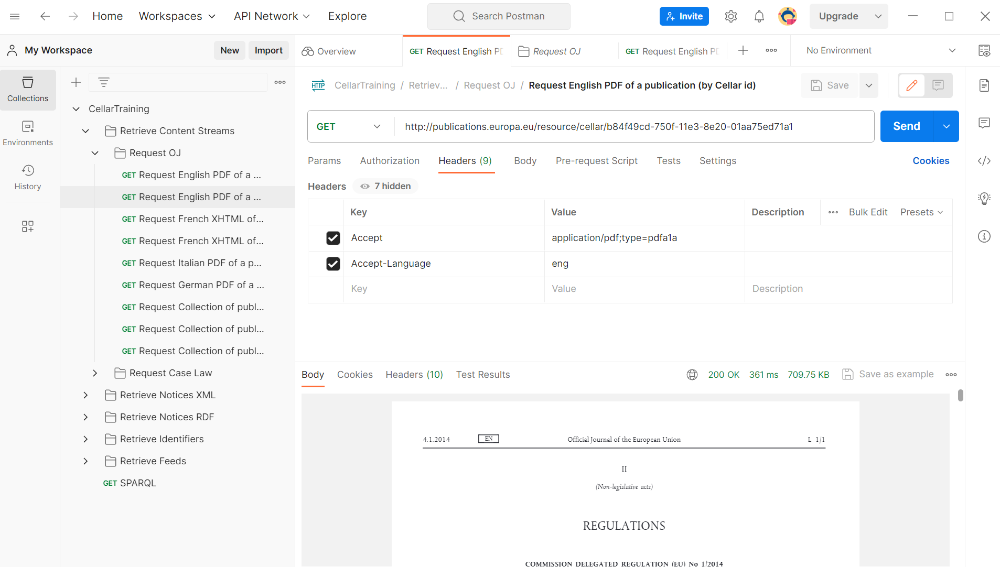 Home Workspaces API Network Explore Search Postman Invite Upgrade
My Workspace New Import
Overview GET Request English PD Request OJ GET Request English PD No Environment
Collections
Environments
History
CellarTraining
Retrieve Content Streams
Request OJ
GET Request English PDF of a ...
GET Request English PDF of a ...
GET Request French XHTML of...
GET Request French XHTML of...
GET Request Italian PDF of a p...
GET Request German PDF of a ...
GET Request Collection of publ...
GET Request Collection of publ...
GET Request Collection of publ...
Request Case Law
Retrieve Notices XML
Retrieve Notices RDF
Retrieve Identifiers
Retrieve Feeds
GET SPARQL
HTTP CellarTraining / Retriev... / Request OJ / Request English PDF of a publication (by Cellar id) Save
GET http://publications.europa.eu/resource/cellar/b84f49cd-750f-11e3-8e20-01aa75ed71a1 Send
Params Authorization Headers (9) Body Pre-request Script Tests Settings Cookies
Headers 7 hidden
Key Value Description Bulk Edit Presets
Accept application/pdf;type=pdfa1a
Accept-Language eng
Key Value Description
Body Cookies Headers (10) Test Results 200 OK 361 ms 709.75 KB Save as example
4.1.2014 EN Official Journal of the European Union L 1/1
II
(Non-legislative acts)
REGULATIONS
COMMISSION DELEGATED REGULATION (EU) No 1/2014